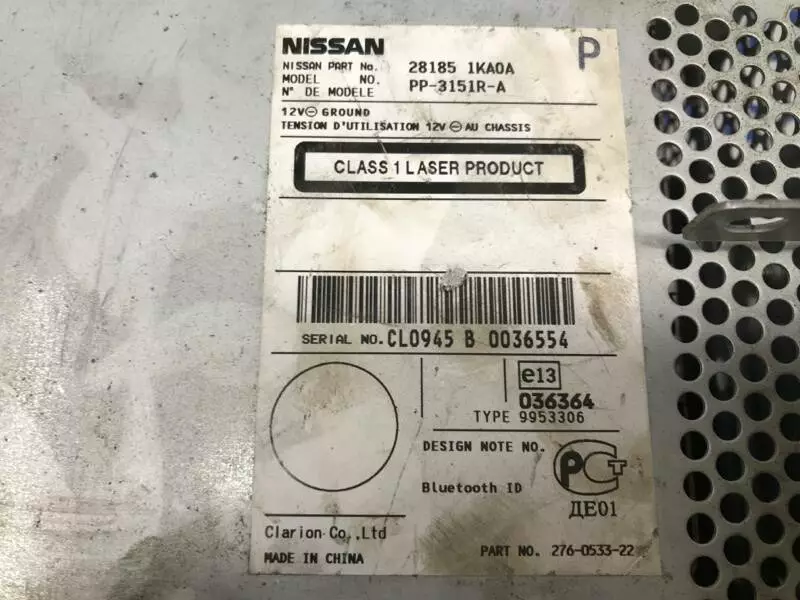 NISSAN
P
NISSAN PART No. 28185 1KA0A
MODEL NO.
N° DE MODELE PP-3151R-A
12V⊖ GROUND
TENSION D'UTILISATION 12V ⊖ AU CHASSIS
CLASS 1 LASER PRODUCT
SERIAL NO. CL0945 B 0036554
e13
036364
TYPE 9953306
DESIGN NOTE NO.
Bluetooth ID
РСТ
ДЕ01
Clarion Co.,Ltd
MADE IN CHINA
PART NO. 276-0533-22